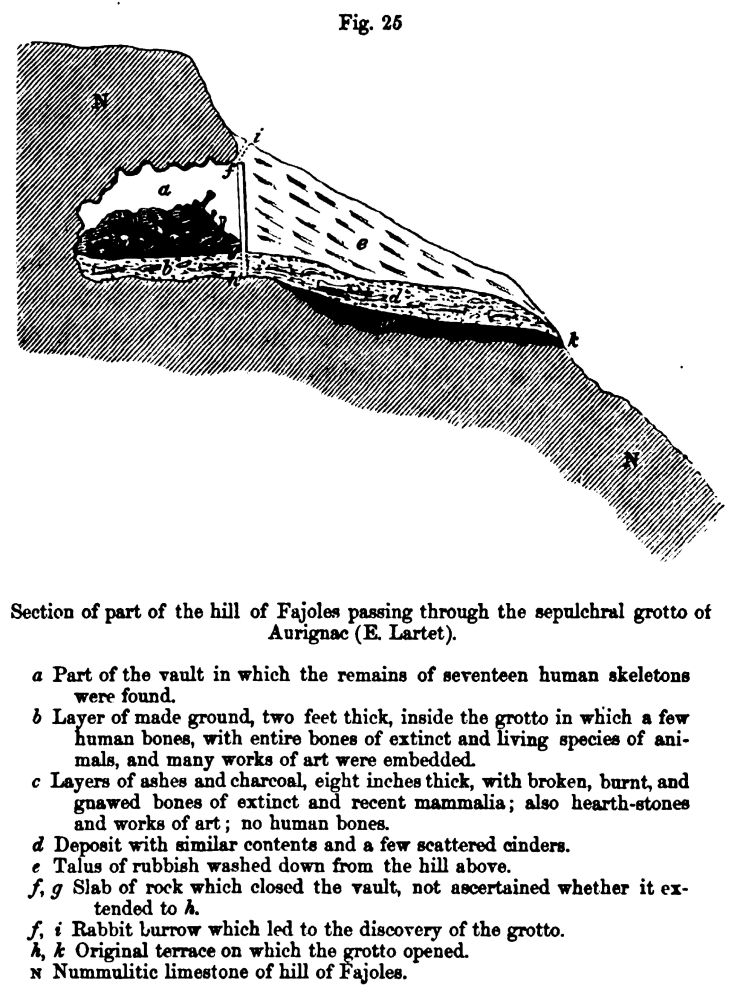 Fig. 25
N
i
f
a
e
b
h
d
k
N
Section of part of the hill of Fajoles passing through the sepulchral grotto of
Aurignac (E. Lartet).
a Part of the vault in which the remains of seventeen human skeletons
were found.
b Layer of made ground, two feet thick, inside the grotto in which a few
human bones, with entire bones of extinct and living species of ani-
mals, and many works of art were embedded.
c Layers of ashes and charcoal, eight inches thick, with broken, burnt, and
gnawed bones of extinct and recent mammalia; also hearth-stones
and works of art; no human bones.
d Deposit with similar contents and a few scattered cinders.
e Talus of rubbish washed down from the hill above.
f, g Slab of rock which closed the vault, not ascertained whether it ex-
tended to h.
f, i Rabbit burrow which led to the discovery of the grotto.
h, k Original terrace on which the grotto opened.
N Nummulitic limestone of hill of Fajoles.